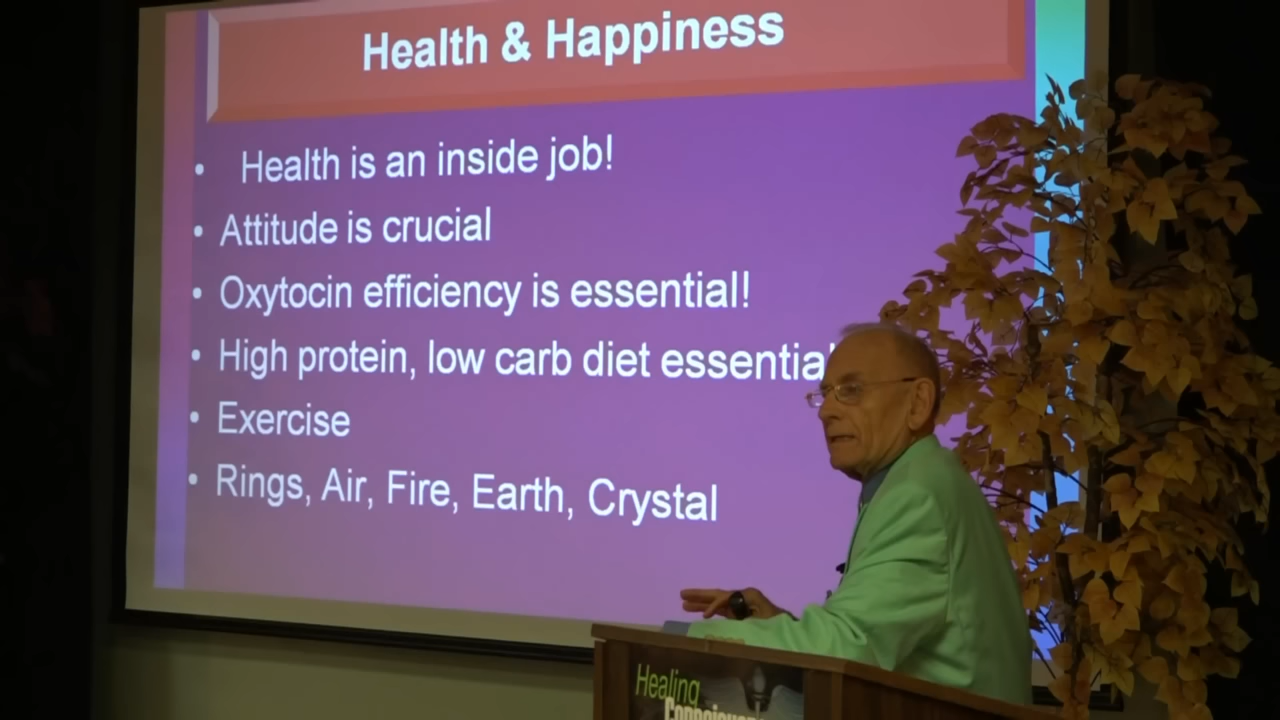 Health & Happiness
• Health is an inside job!
• Attitude is crucial
• Oxytocin efficiency is essential!
• High protein, low carb diet essential
• Exercise
• Rings, Air, Fire, Earth, Crystal
Healing